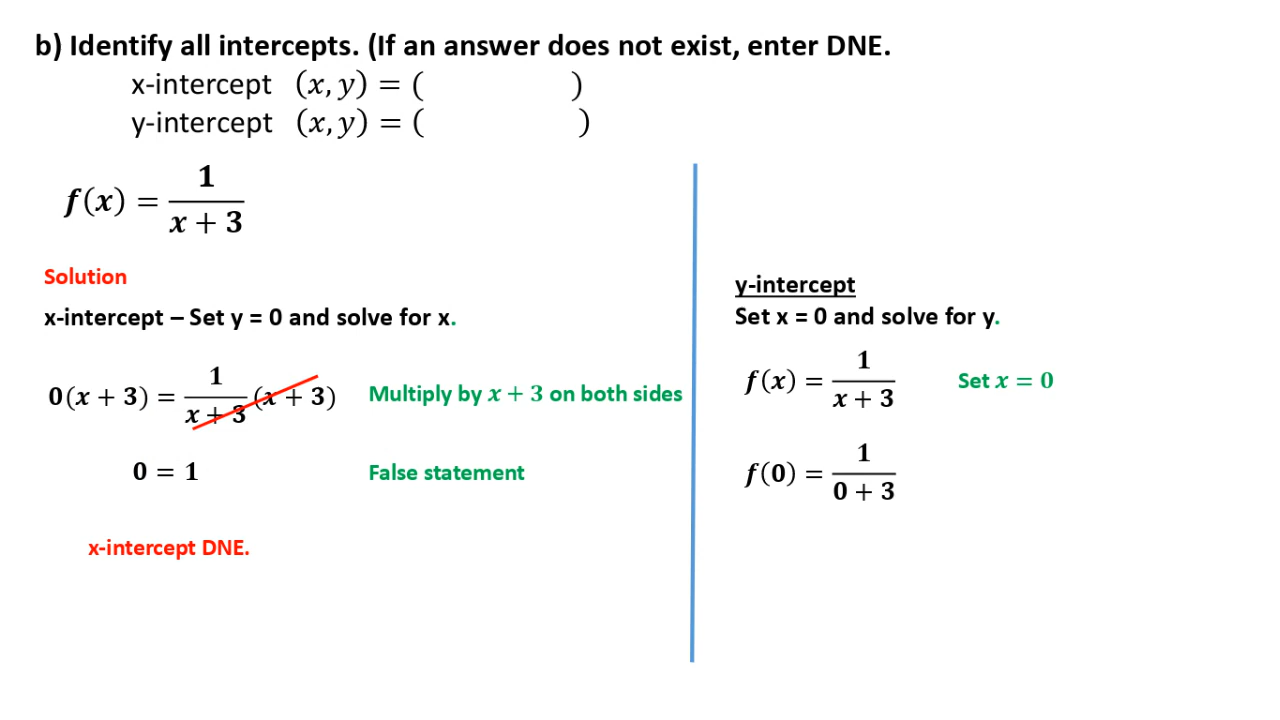 b) Identify all intercepts. (If an answer does not exist, enter DNE.
x-intercept (x, y) = ( )
y-intercept (x, y) = ( )
f(x) = 1/(x + 3)
Solution
x-intercept – Set y = 0 and solve for x.
0(x + 3) = 1/(x + 3) (x + 3) Multiply by x + 3 on both sides
0 = 1 False statement
x-intercept DNE.
y-intercept
Set x = 0 and solve for y.
f(x) = 1/(x + 3) Set x = 0
f(0) = 1/(0 + 3)